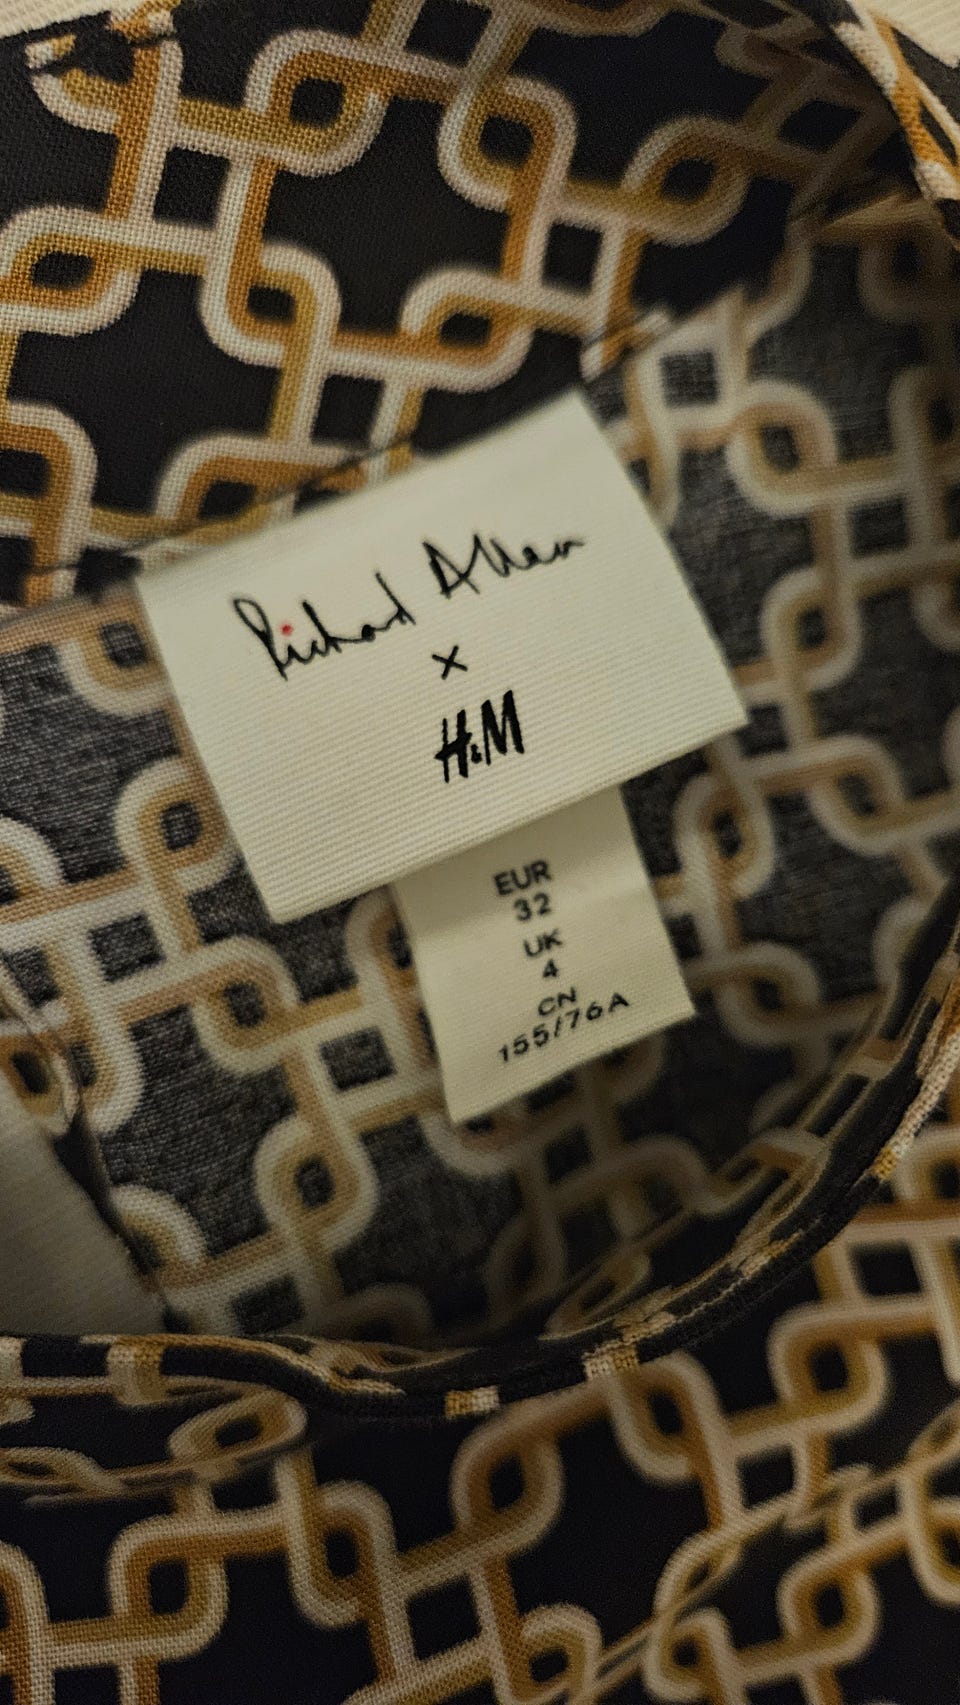 Richard Allan
x
H&M
EUR
32
UK
4
CN
155/76A